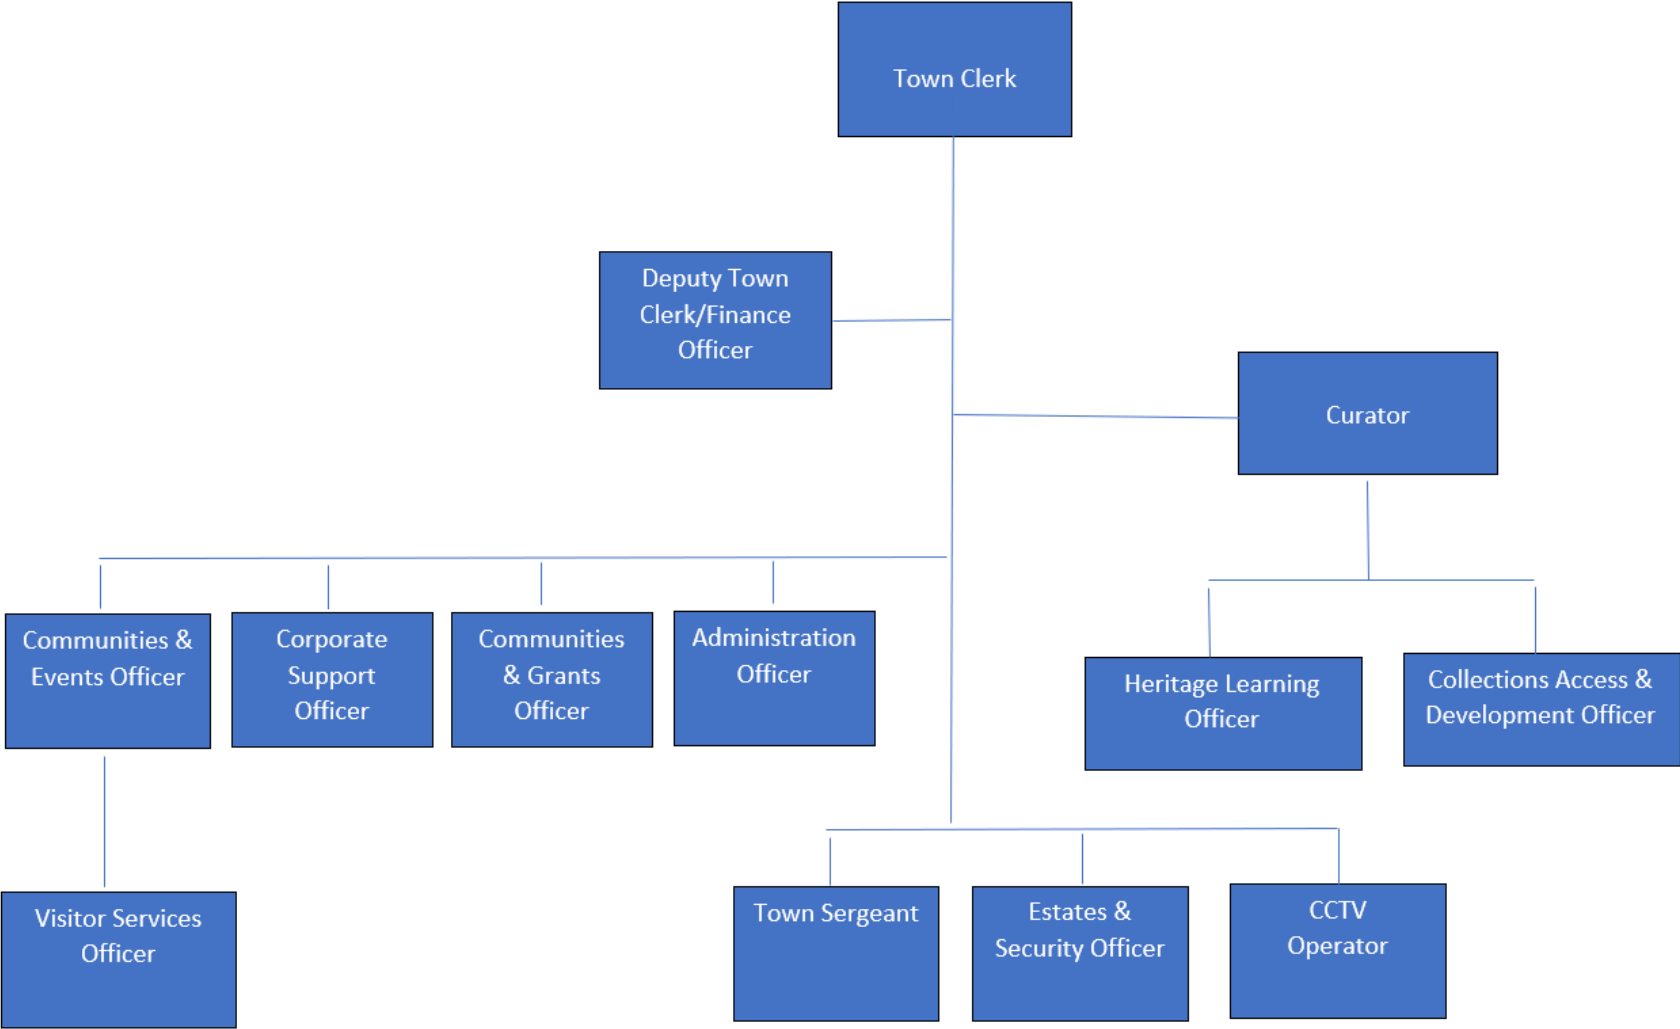 Town Clerk
Deputy Town
Clerk/Finance
Officer
Curator
Communities &
Events Officer
Corporate
Support
Officer
Communities
& Grants
Officer
Administration
Officer
Heritage Learning
Officer
Collections Access &
Development Officer
Visitor Services
Officer
Town Sergeant
Estates &
Security Officer
CCTV
Operator